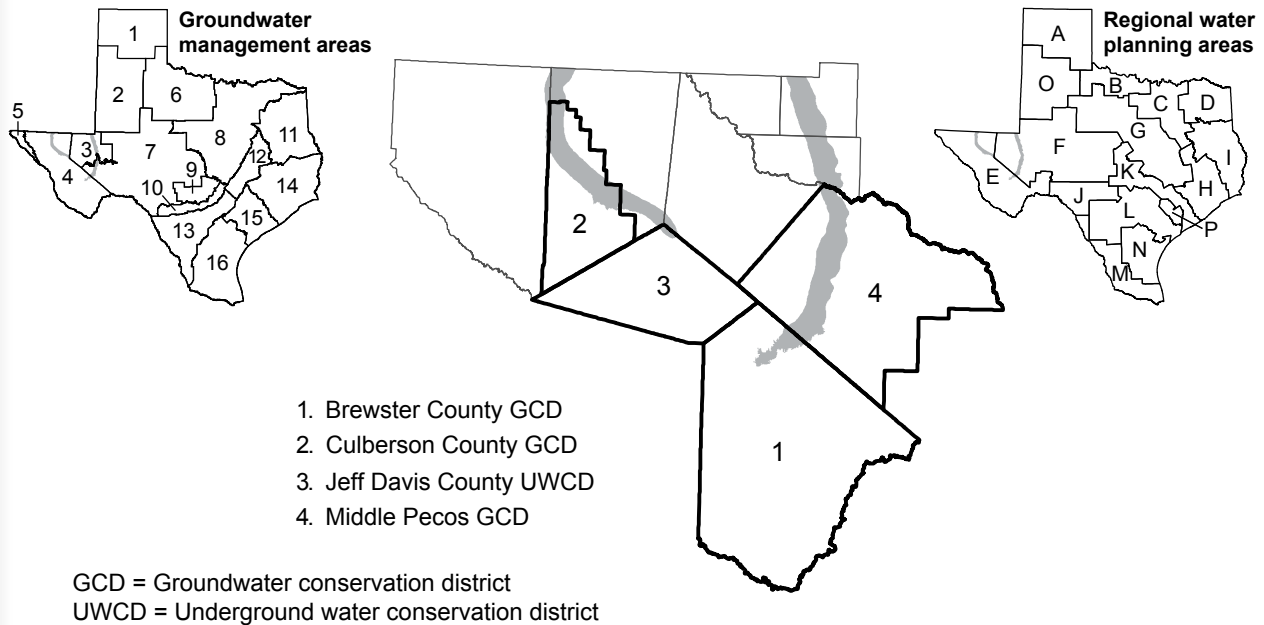 Groundwater
management areas
1
2
6
5
3
4
7
8
11
12
9
10
14
15
13
16
Regional water
planning areas
A
O
B
C
D
G
F
E
I
K
H
J
L
P
N
M
2
3
4
1
1. Brewster County GCD
2. Culberson County GCD
3. Jeff Davis County UWCD
4. Middle Pecos GCD
GCD = Groundwater conservation district
UWCD = Underground water conservation district